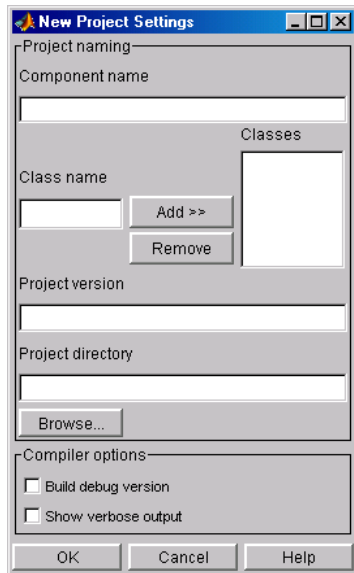 New Project Settings
Project naming
Component name
Classes
Class name
Add >>
Remove
Project version
Project directory
Browse...
Compiler options
Build debug version
Show verbose output
OK
Cancel
Help